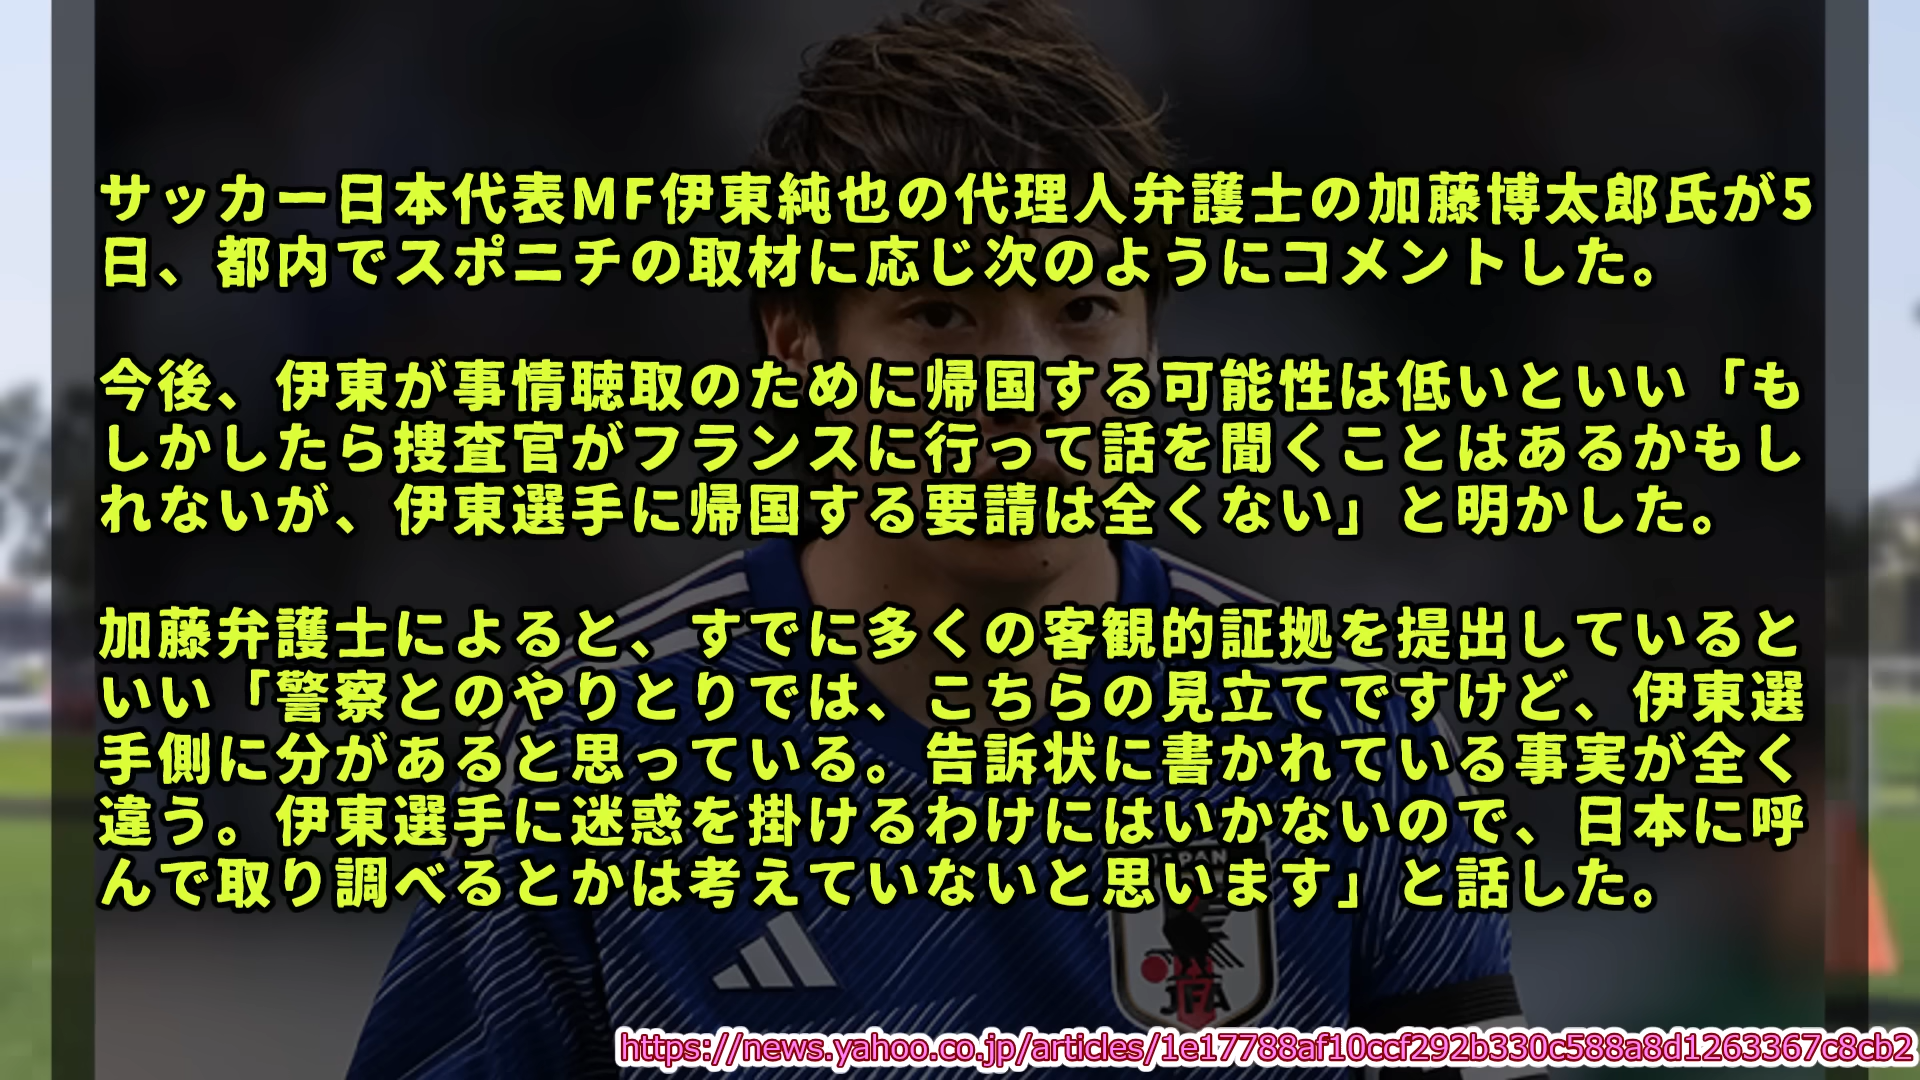 サッカー日本代表MF伊東純也の代理人弁護士の加藤博太郎氏が5
日、都内でスポニチの取材に応じ次のようにコメントした。
今後、伊東が事情聴取のために帰国する可能性は低いといい「も
しかしたら捜査官がフランスに行って話を聞くことはあるかもし
れないが、伊東選手に帰国する要請は全くない」と明かした。
加藤弁護士によると、すでに多くの客観的証拠を提出していると
いい「警察とのやりとりでは、こちらの見立てですけど、伊東選
手側に分があると思っている。告訴状に書かれている事実が全く
違う。伊東選手に迷惑を掛けるわけにはいかないので、日本に呼
んで取り調べるとかは考えていないと思います」と話した。
JAPAN
JFA
https://news.yahoo.co.jp/articles/1e17788af10ccf292b330c588a8d1263367c8cb2